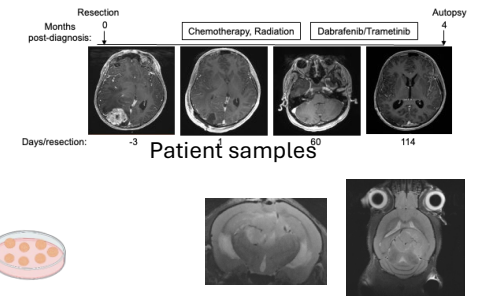 Resection
Autopsy
Months post-diagnosis:
0
Chemotherapy, Radiation
Dabrafenib/Trametinib
4
Days/resection:
-3
1
60
114
Patient samples